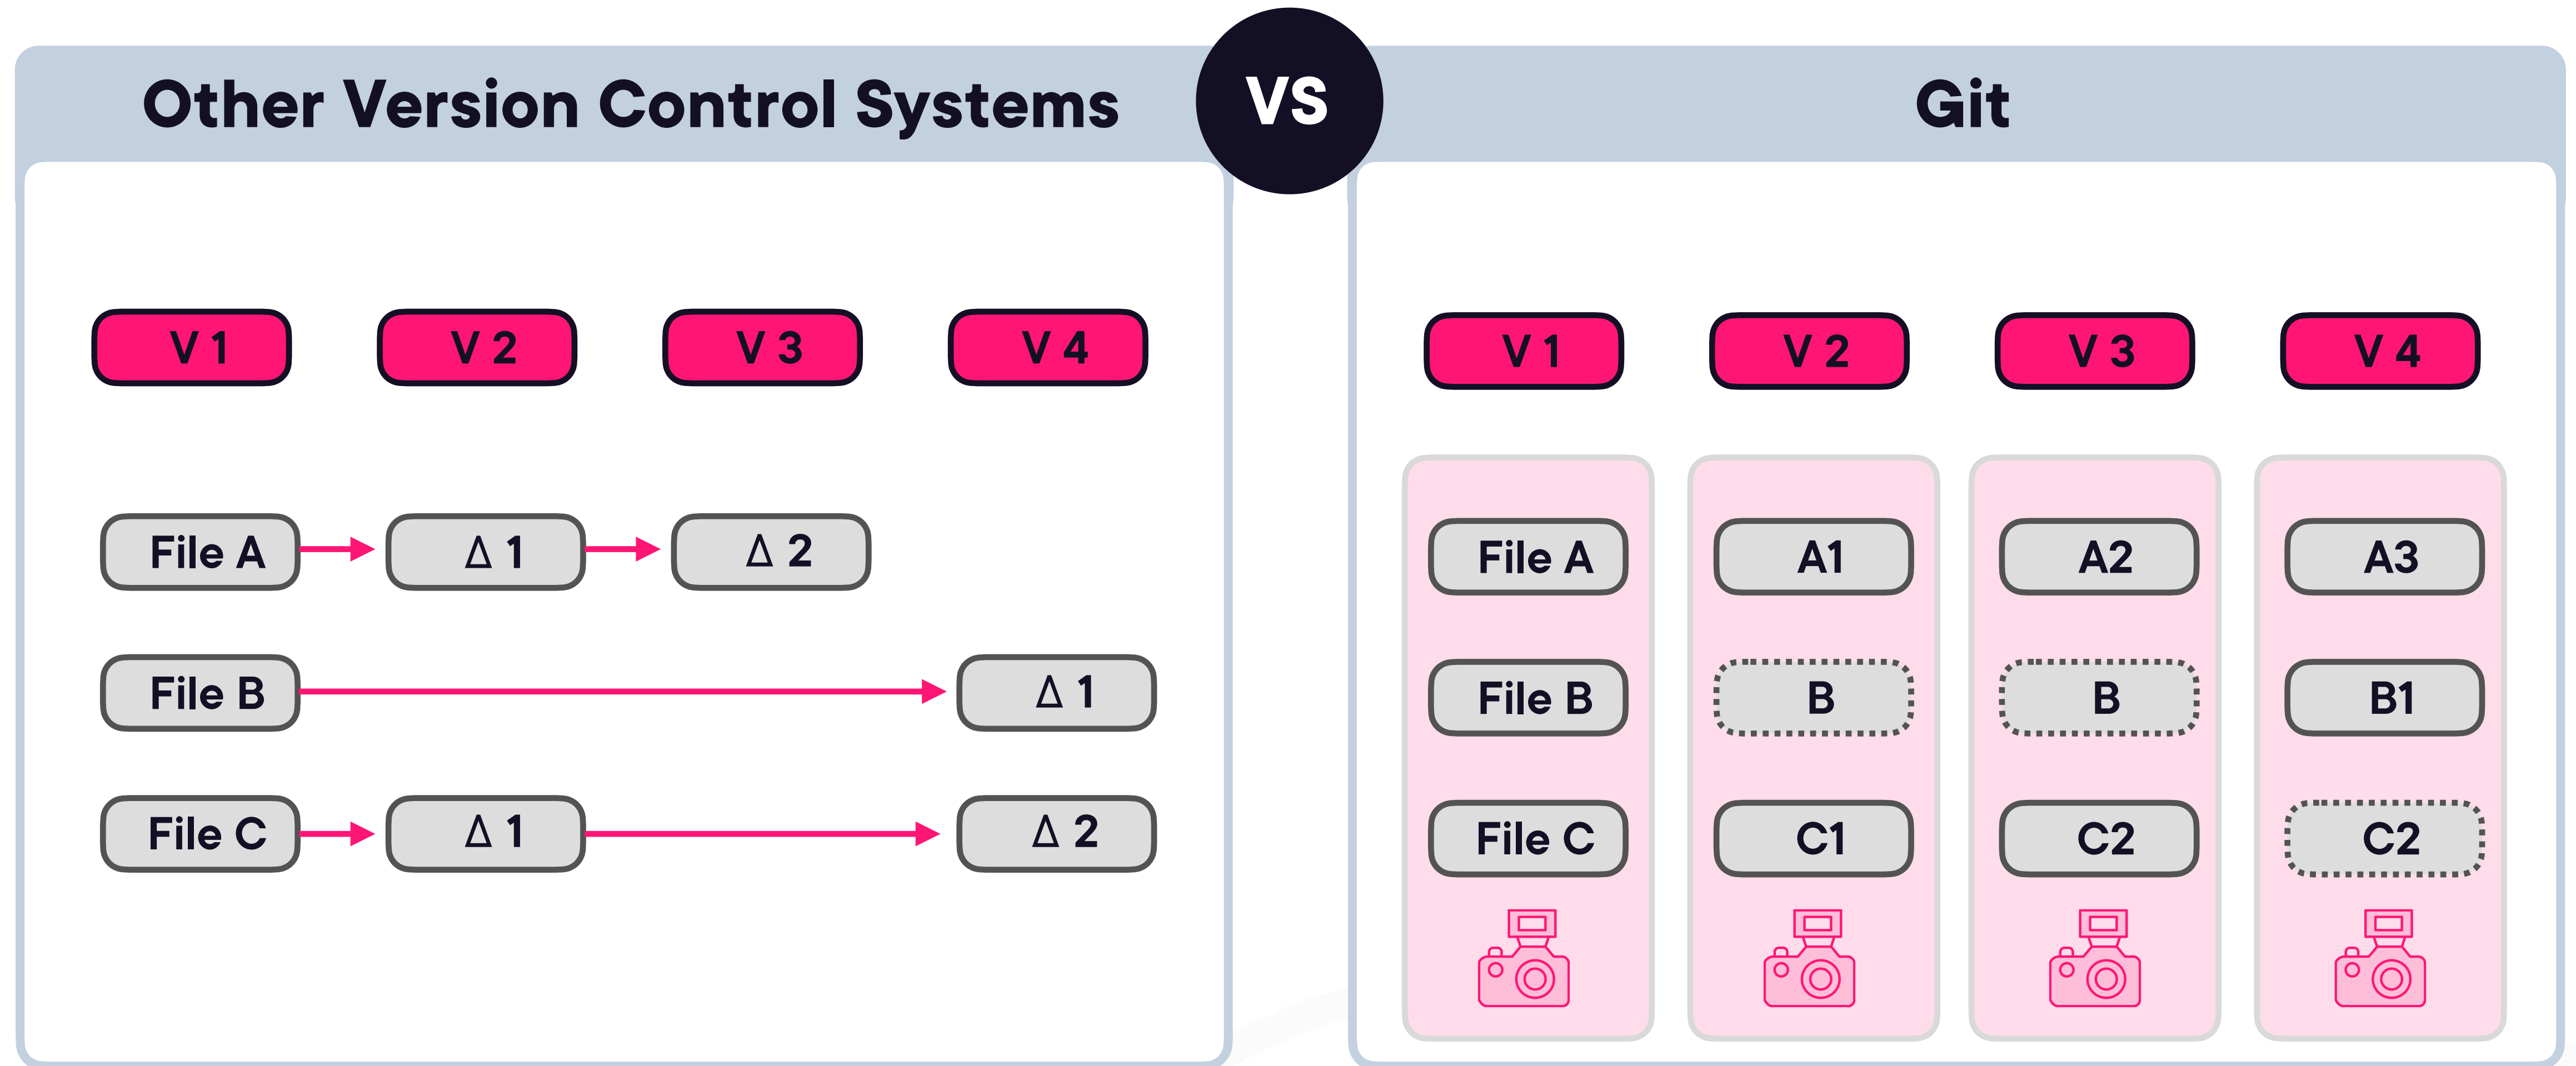 Other Version Control Systems
VS
Git
V 1 V 2 V 3 V 4
File A Δ 1 Δ 2
File B Δ 1
File C Δ 1 Δ 2
V 1 V 2 V 3 V 4
File A A1 A2 A3
File B B B B1
File C C1 C2 C2